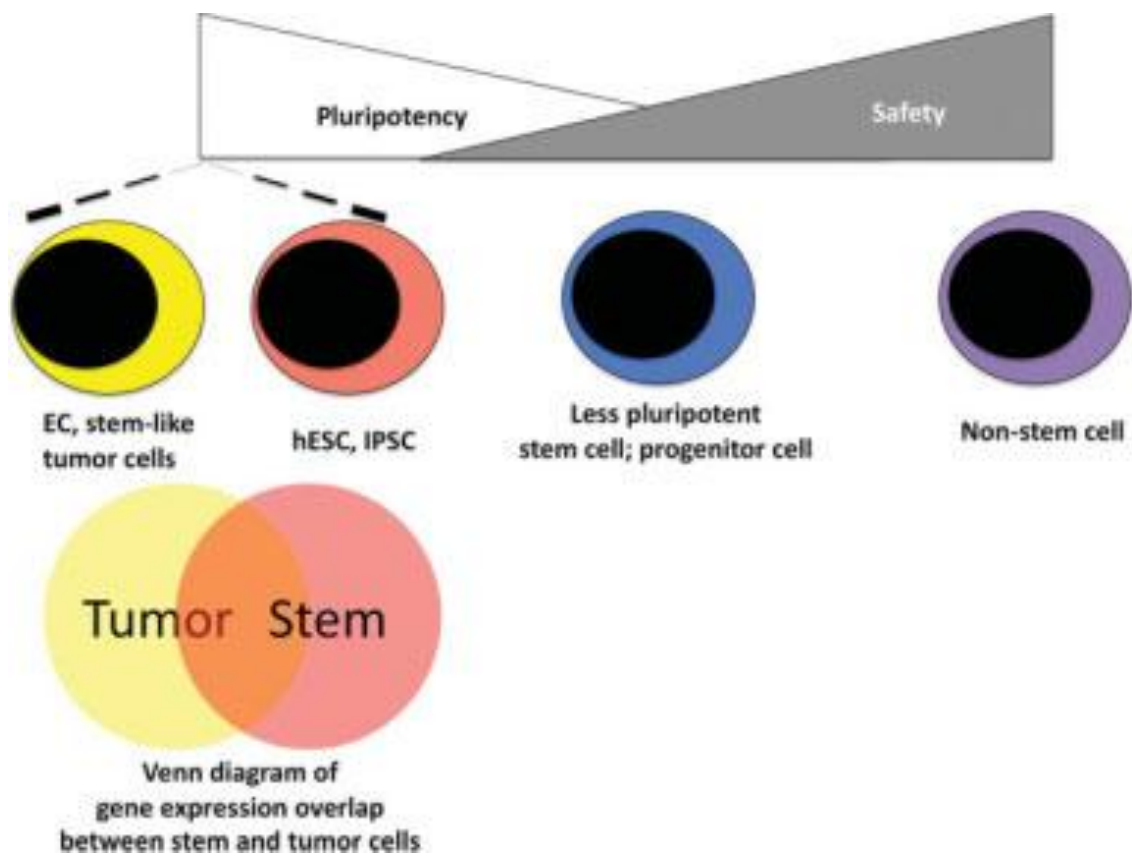 Pluripotency
Safety
EC, stem-like
tumor cells
hESC, IPSC
Less pluripotent
stem cell; progenitor cell
Non-stem cell
Tumor
Stem
Venn diagram of
gene expression overlap
between stem and tumor cells